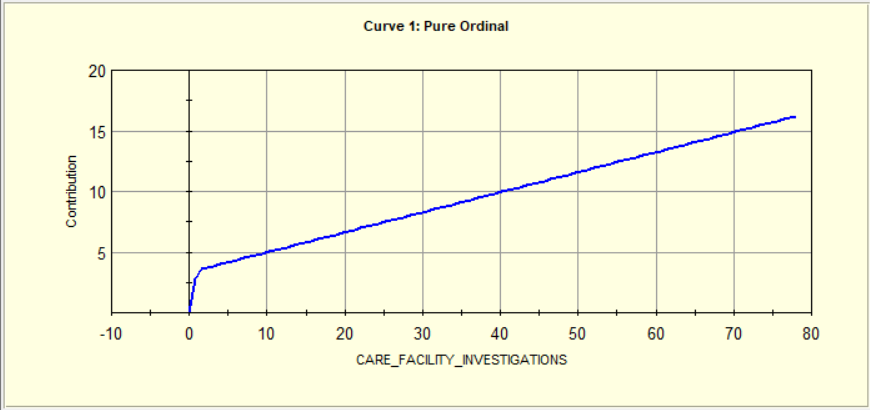 Curve 1: Pure Ordinal
20
15
10
5
Contribution
-10 0 10 20 30 40 50 60 70 80
CARE_FACILITY_INVESTIGATIONS